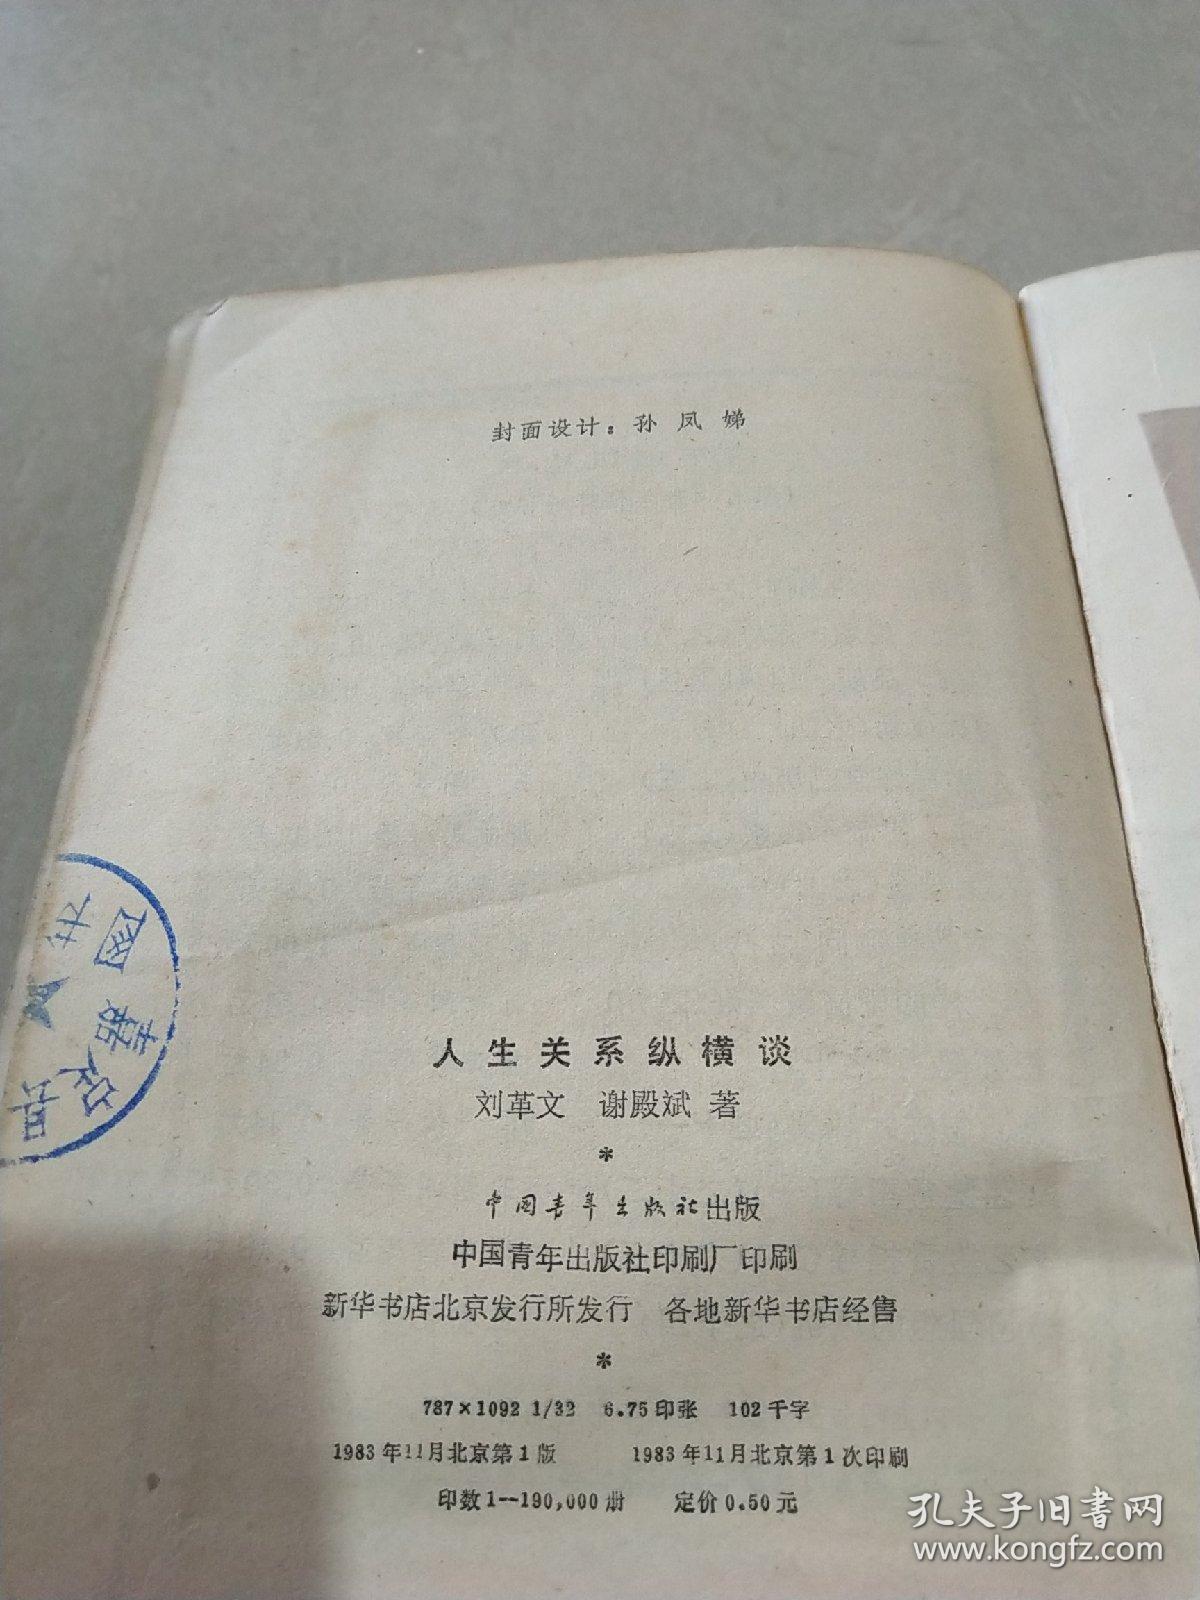 封面设计：孙 凤 娣
人生关系纵横谈
刘革文 谢殿斌 著
*
中国青年出版社出版
中国青年出版社印刷厂印刷
新华书店北京发行所发行 各地新华书店经售
*
787×1092 1/32 6.75印张 102千字
1983年11月北京第1版 1983年11月北京第1次印刷
印数1--190,000册 定价0.50元
图
书
县
孔夫子旧书网
www.kongfz.com